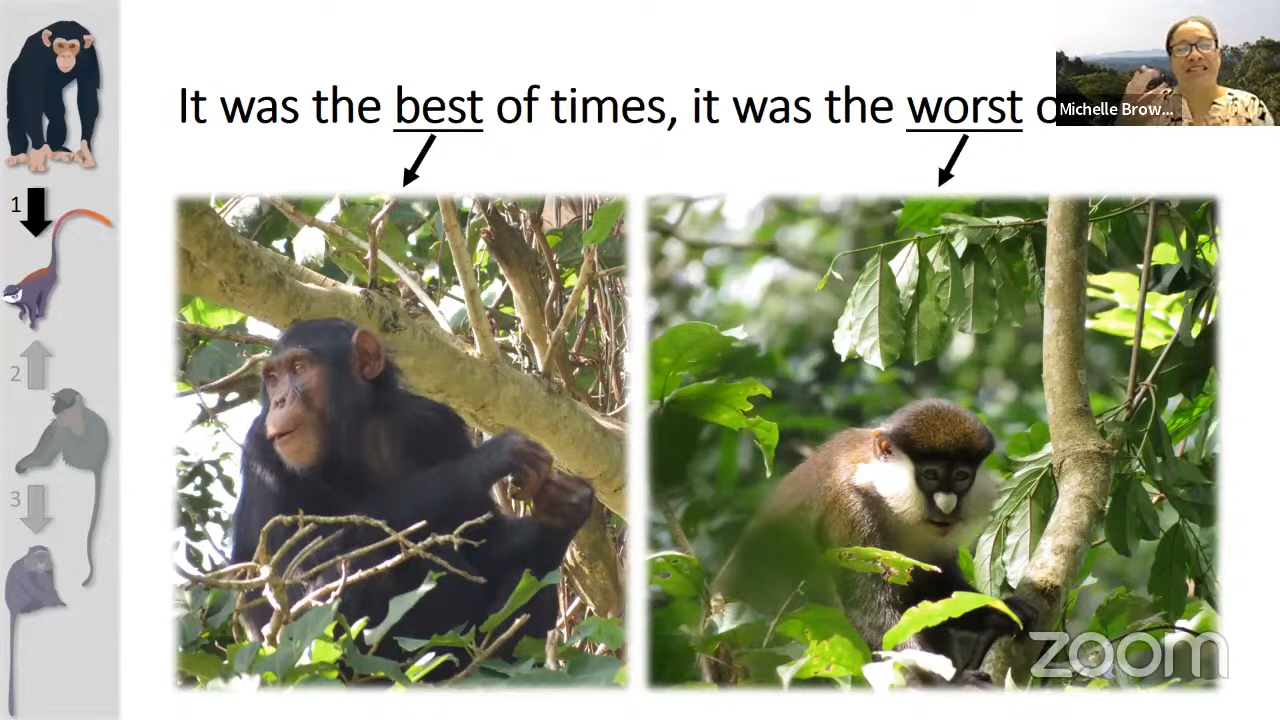 It was the best of times, it was the worst o
Michelle Brow...
1
2
3
zoom